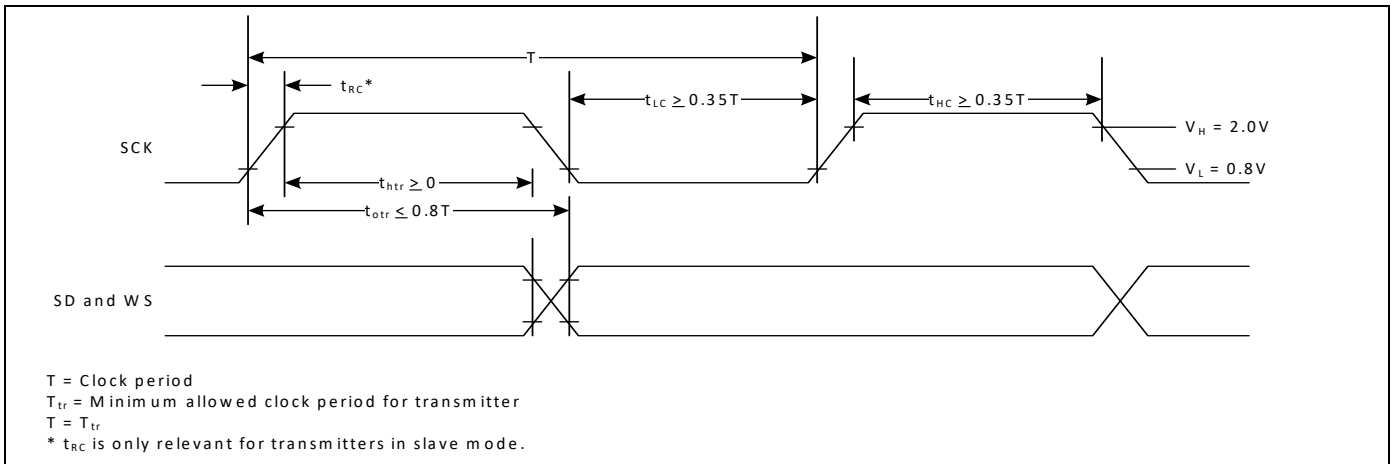 T
tRC*
tLC ≥ 0.35T
tHC ≥ 0.35T
VH = 2.0V
SCK
VL = 0.8V
thtr ≥ 0
totr ≤ 0.8T
SD and WS
T = Clock period
Ttr = Minimum allowed clock period for transmitter
T = Ttr
* tRC is only relevant for transmitters in slave mode.